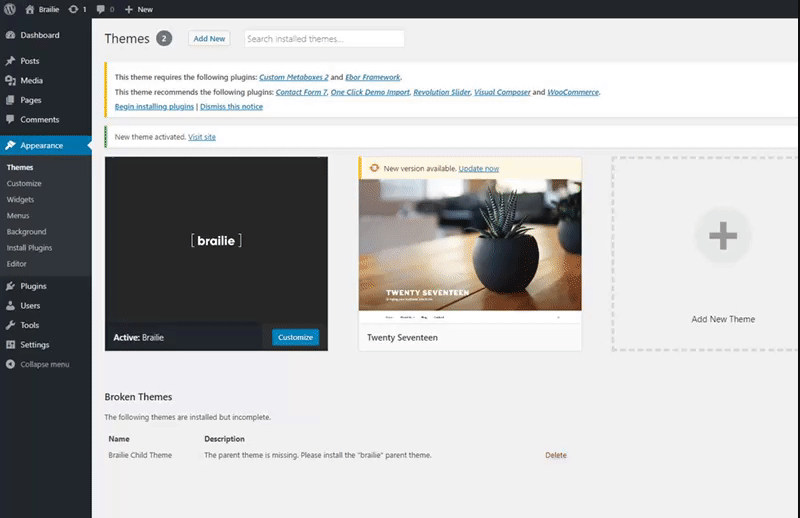 Brailie 1 0 New
Dashboard
Posts
Media
Pages
Comments
Appearance
Themes
Customize
Widgets
Menus
Background
Install Plugins
Editor
Plugins
Users
Tools
Settings
Collapse menu
Themes 2 Add New Search installed themes...
This theme requires the following plugins: Custom Metaboxes 2 and Ebor Framework.
This theme recommends the following plugins: Contact Form 7, One Click Demo Import, Revolution Slider, Visual Composer and WooCommerce.
Begin installing plugins | Dismiss this notice
New theme activated. Visit site
[ brailie ]
Active: Brailie Customize
New version available. Update now
TWENTY SEVENTEEN
Twenty Seventeen
Add New Theme
Broken Themes
The following themes are installed but incomplete.
Name Description
Brailie Child Theme The parent theme is missing. Please install the "brailie" parent theme. Delete